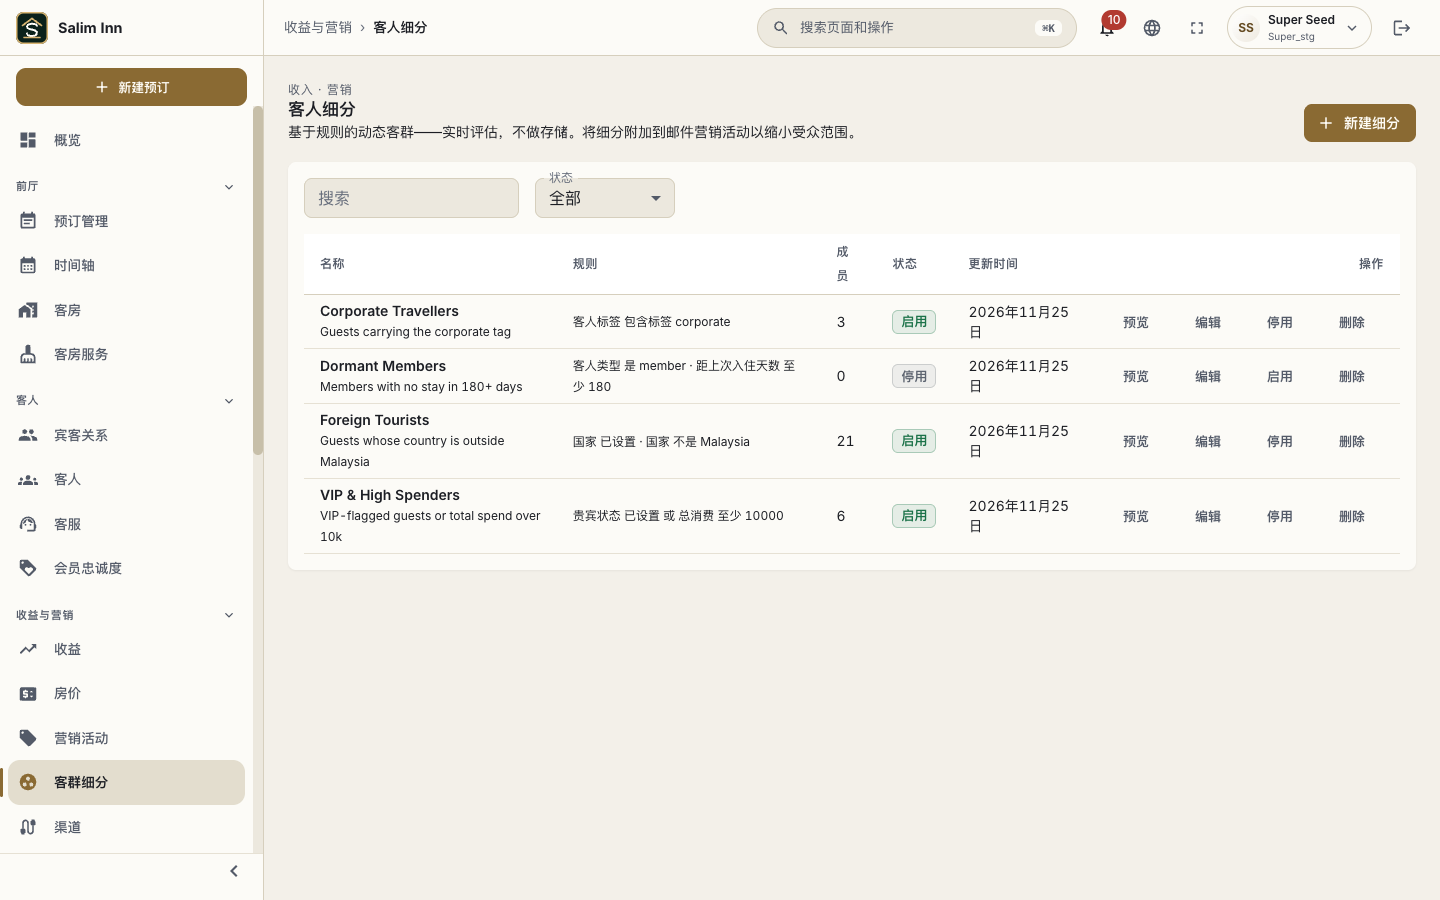 Salim Inn
收益与营销 › 客人细分
搜索页面和操作
⌘K
10
SS
Super Seed
Super_stg
新建预订
概览
前厅
预订管理
时间轴
客房
客房服务
客人
宾客关系
客人
客服
会员忠诚度
收益与营销
收益
房价
营销活动
客群细分
渠道
收入 · 营销
客人细分
基于规则的动态客群——实时评估，不做存储。将细分附加到邮件营销活动以缩小受众范围。
新建细分
搜索
状态
全部
名称 规则 成员 状态 更新时间 操作
Corporate Travellers
Guests carrying the corporate tag
客人标签 包含标签 corporate
3
启用
2026年11月25
日
预览 编辑 停用 删除
Dormant Members
Members with no stay in 180+ days
客人类型 是 member · 距上次入住天数 至
少 180
0
停用
2026年11月25
日
预览 编辑 启用 删除
Foreign Tourists
Guests whose country is outside
Malaysia
国家 已设置 · 国家 不是 Malaysia
21
启用
2026年11月25
日
预览 编辑 停用 删除
VIP & High Spenders
VIP-flagged guests or total spend over
10k
贵宾状态 已设置 或 总消费 至少 10000
6
启用
2026年11月25
日
预览 编辑 停用 删除